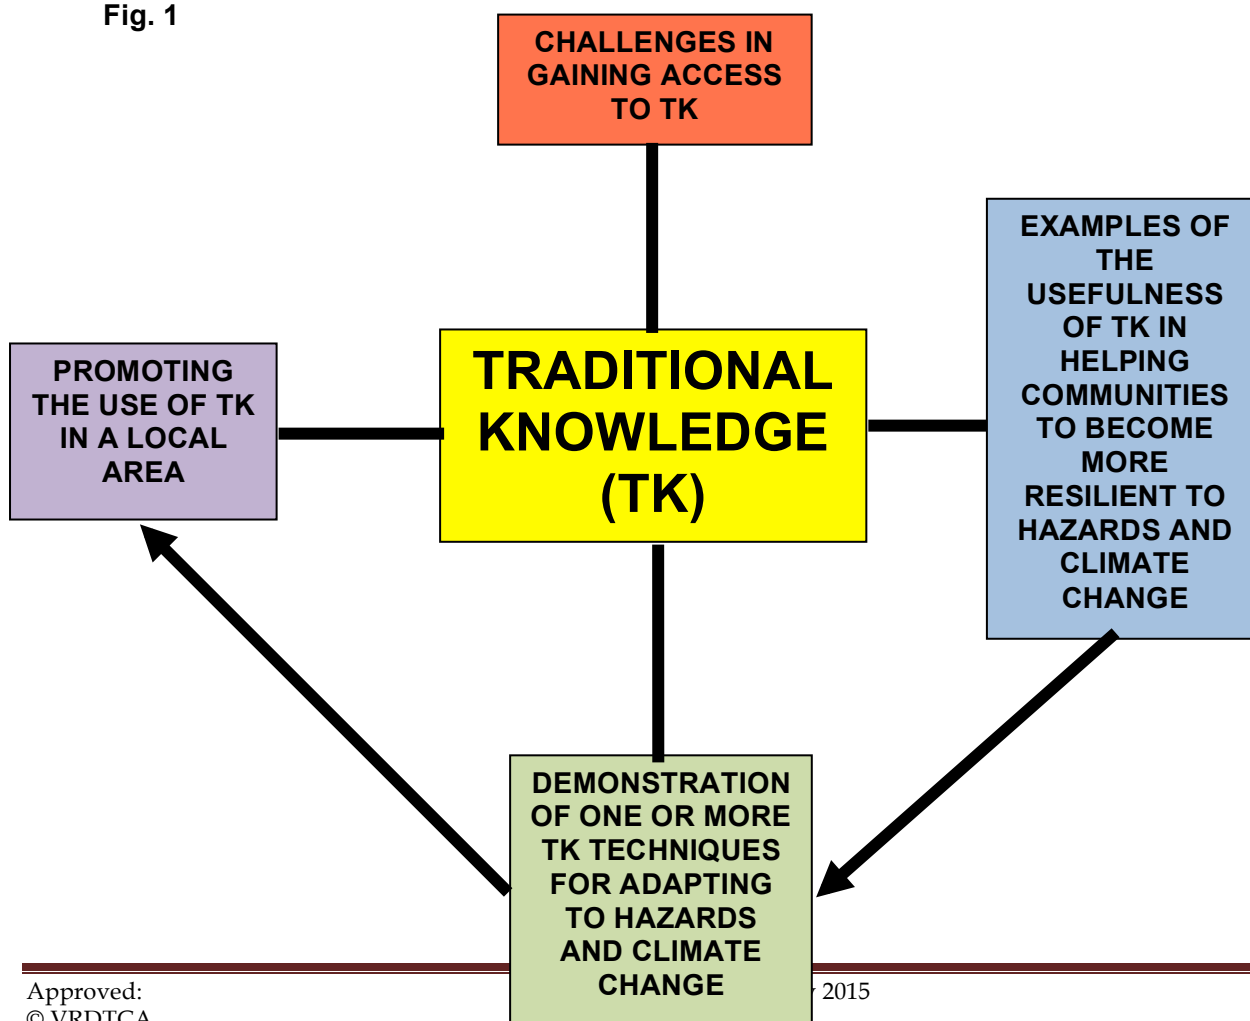 Fig. 1
CHALLENGES IN
GAINING ACCESS
TO TK
EXAMPLES OF
THE
USEFULNESS
OF TK IN
HELPING
COMMUNITIES
TO BECOME
MORE
RESILIENT TO
HAZARDS AND
CLIMATE
CHANGE
TRADITIONAL
KNOWLEDGE
(TK)
PROMOTING
THE USE OF TK
IN A LOCAL
AREA
DEMONSTRATION
OF ONE OR MORE
TK TECHNIQUES
FOR ADAPTING
TO HAZARDS
AND CLIMATE
CHANGE
Approved:
2015
© VRDTCA